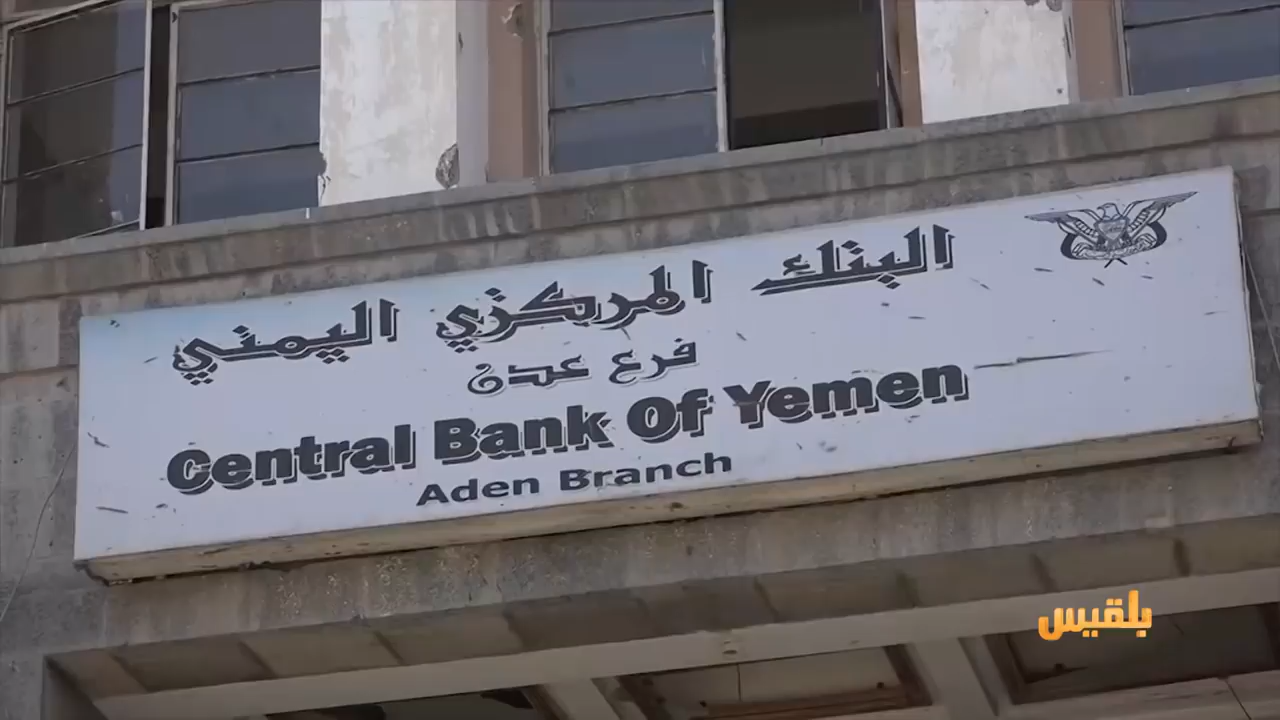 البنك المركزي اليمني
فرع عدن
Central Bank Of Yemen
Aden Branch
بلقيس